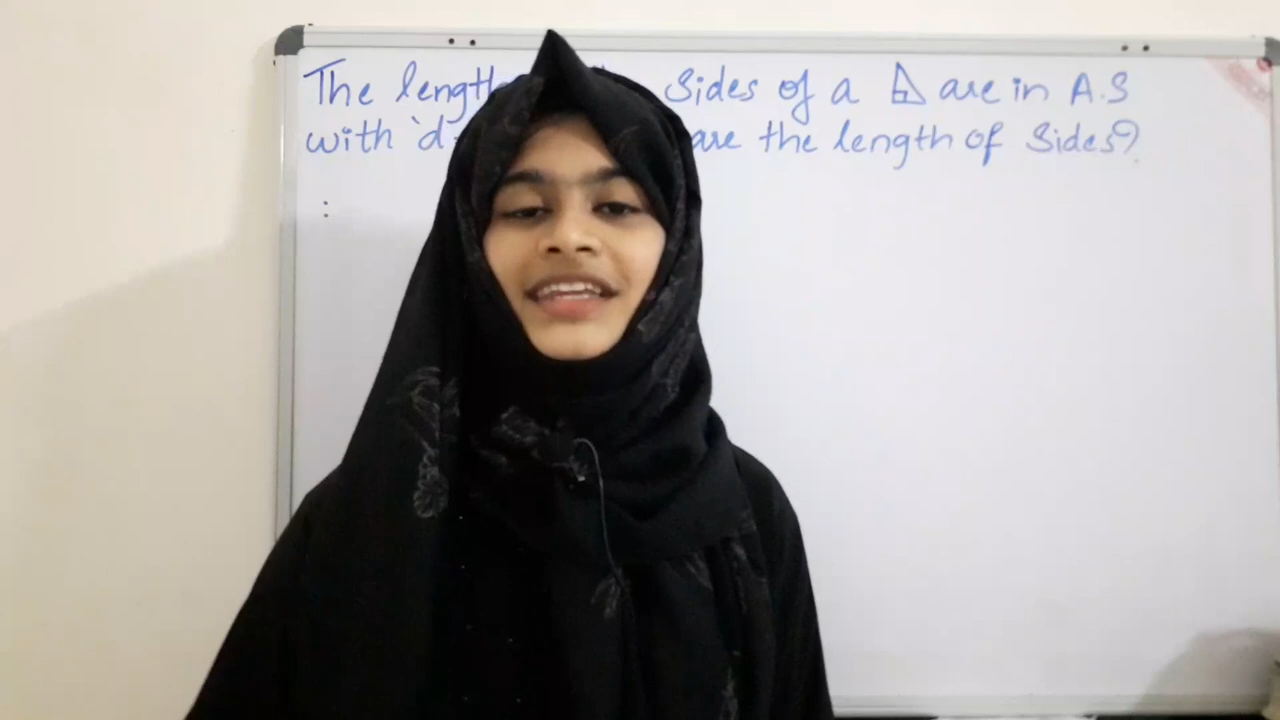 The length sides of a are in A.S
with 'd are the length of Sides?